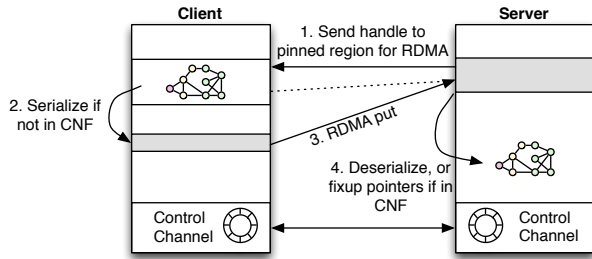 Client
Server
1. Send handle to
pinned region for RDMA
2. Serialize if
not in CNF
3. RDMA put
4. Deserialize, or
fixup pointers if in
CNF
Control
Channel
Control
Channel